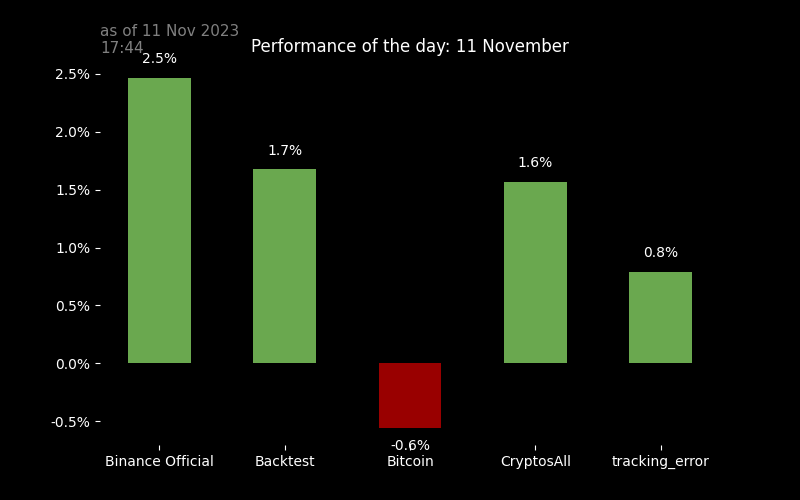 as of 11 Nov 2023
17:44
Performance of the day: 11 November
2.5%
2.5%
2.0%
1.7%
1.6%
1.5%
1.0%
0.8%
0.5%
0.0%
-0.5%
-0.6%
Binance Official
Backtest
Bitcoin
CryptosAll
tracking_error